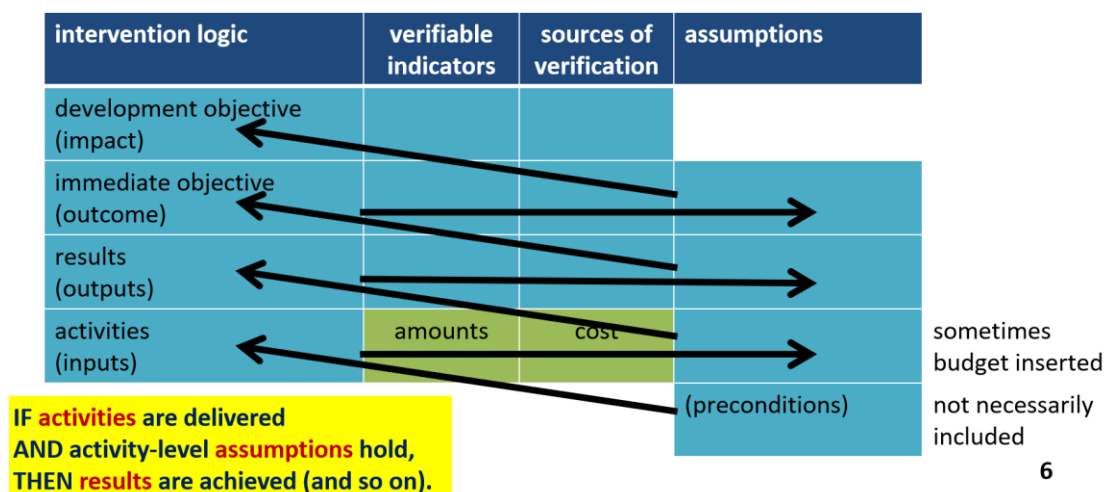 intervention logic
verifiable
indicators
sources of
verification
assumptions
development objective
(impact)
immediate objective
(outcome)
results
(outputs)
activities
(inputs)
amounts
cost
sometimes
budget inserted
(preconditions)
not necessarily
included
IF activities are delivered
AND activity-level assumptions hold,
THEN results are achieved (and so on).
6